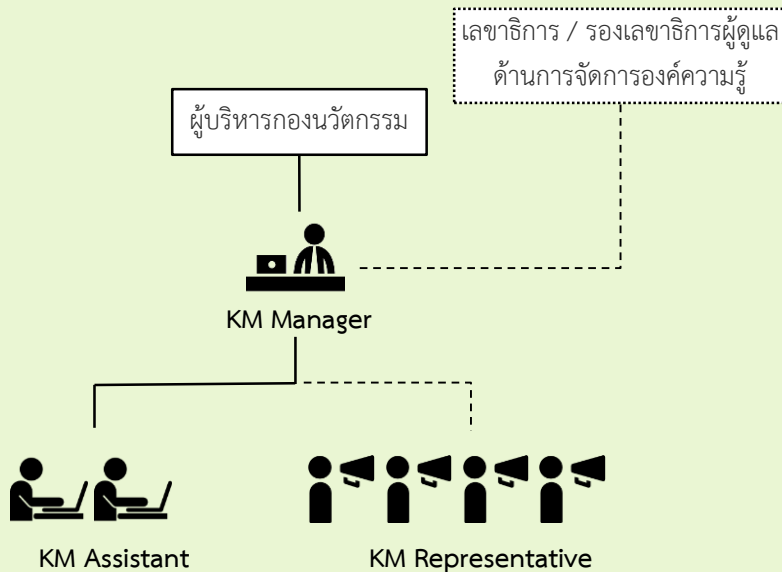 เลขาธิการ / รองเลขาธิการผู้ดูแล
ด้านการจัดการองค์ความรู้
ผู้บริหารกองนวัตกรรม
KM Manager
KM Assistant
KM Representative